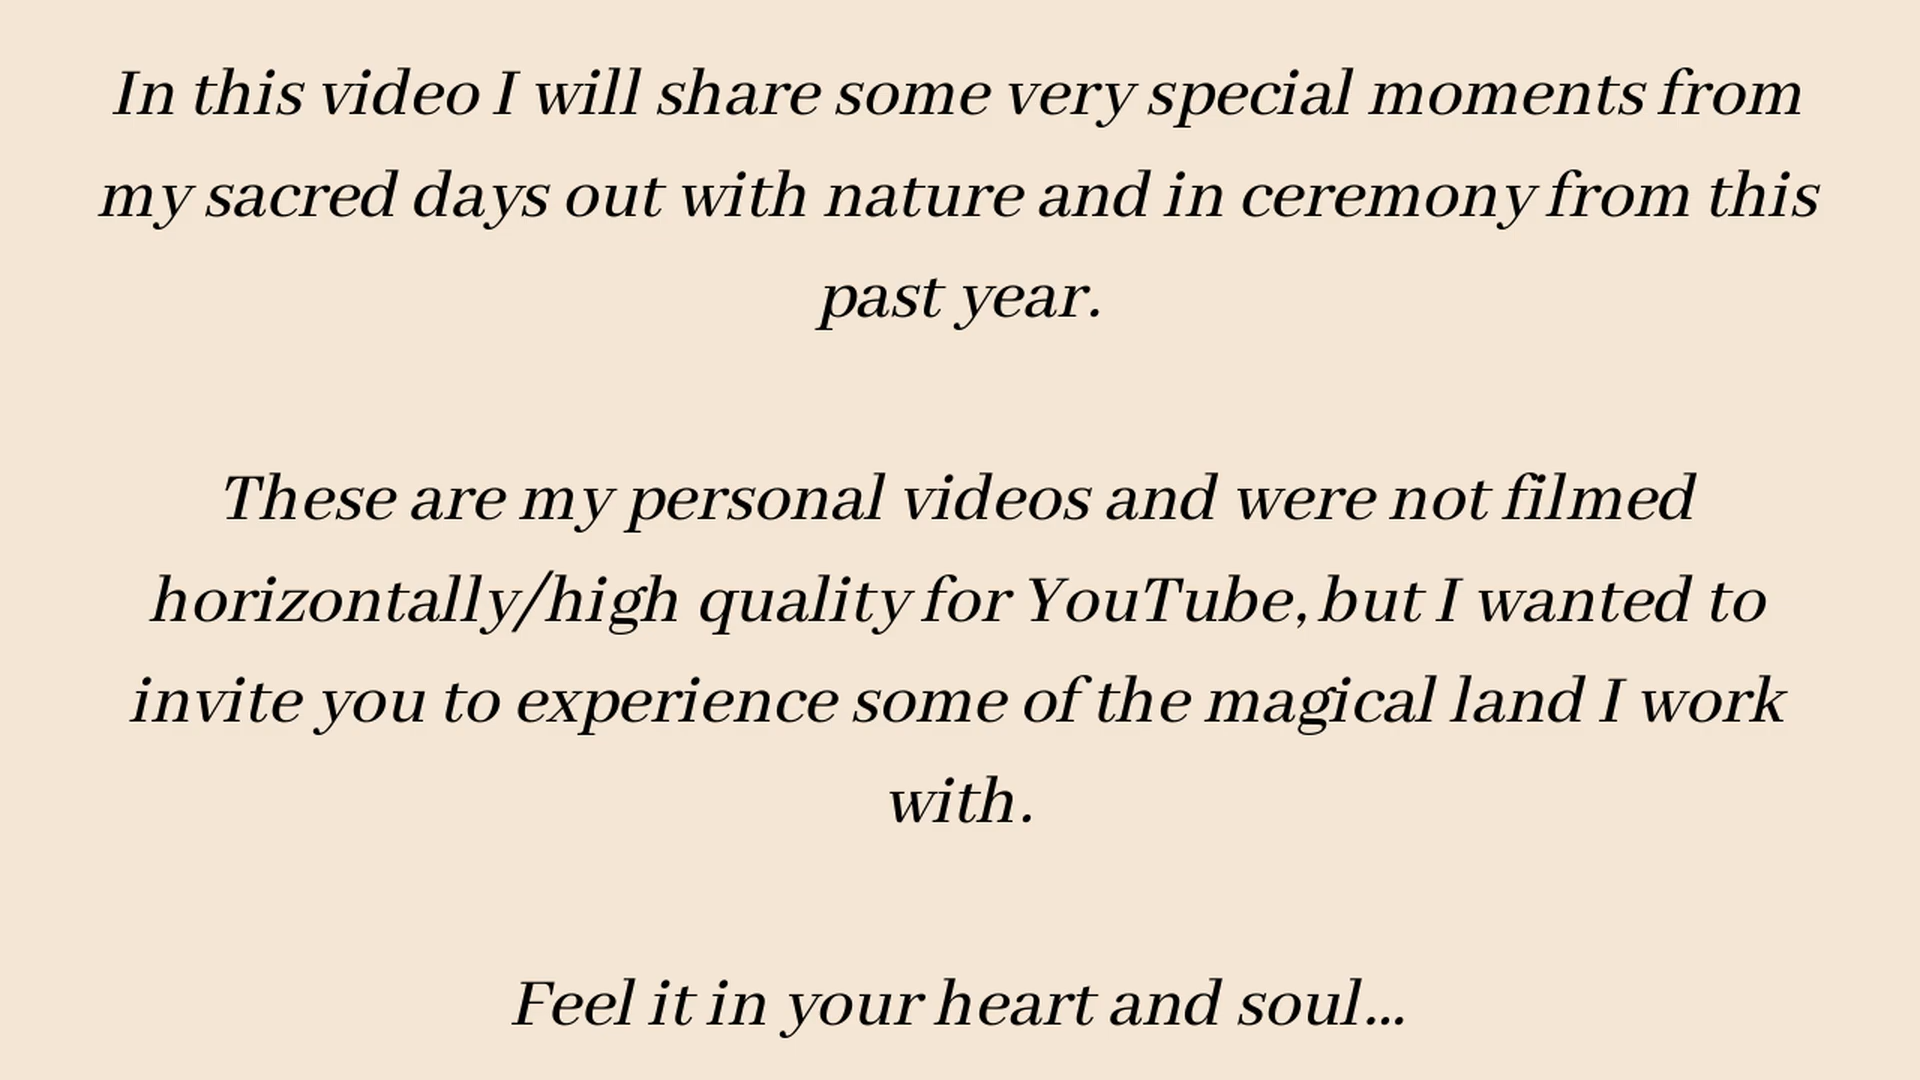 In this video I will share some very special moments from
my sacred days out with nature and in ceremony from this
past year.
These are my personal videos and were not filmed
horizontally/high quality for YouTube, but I wanted to
invite you to experience some of the magical land I work
with.
Feel it in your heart and soul...